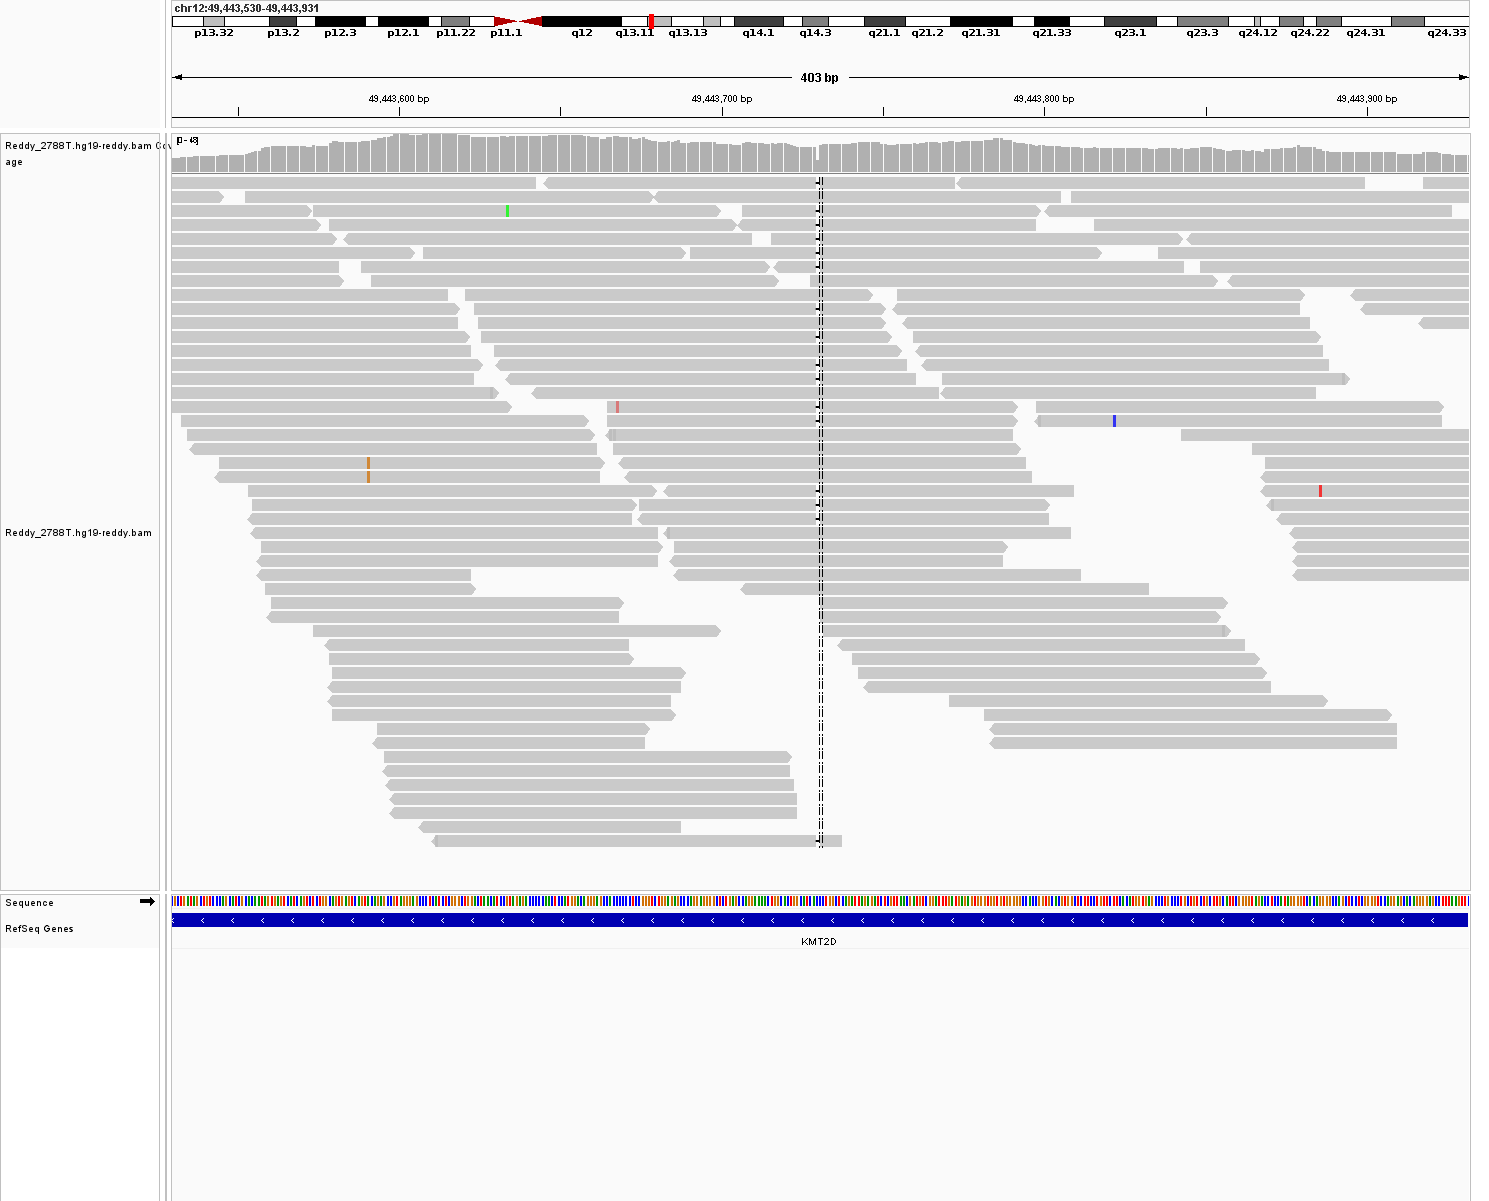 chr12:49,443,530-49,443,931
p13.32 p13.2 p12.3 p12.1 p11.22 p11.1 q12 q13.11 q13.13 q14.1 q14.3 q21.1 q21.2 q21.31 q21.33 q23.1 q23.3 q24.12 q24.22 q24.31 q24.33
403 bp
49,443,600 bp 49,443,700 bp 49,443,800 bp 49,443,900 bp
Reddy_2788T.hg19-reddy.bam Cov
age
Reddy_2788T.hg19-reddy.bam
Sequence
RefSeq Genes
KMT2D